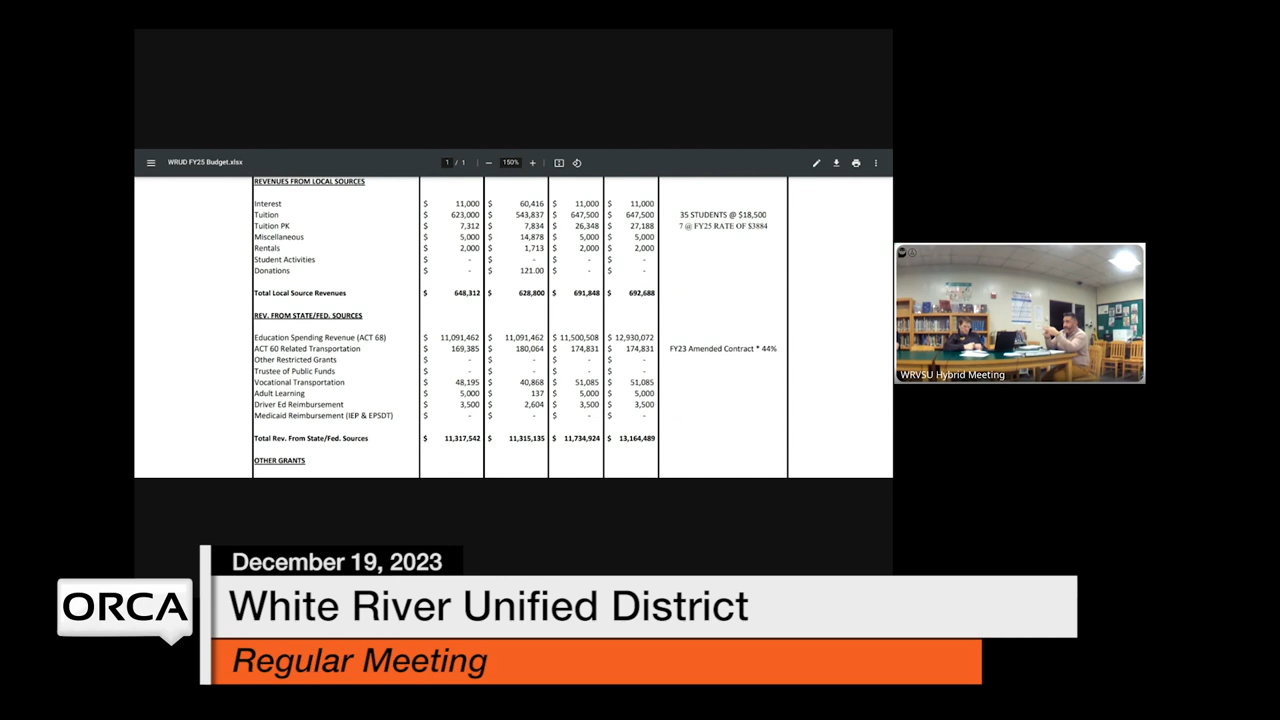 WRUD FY25 Budget.xlsx 1 / 1 150%
REVENUES FROM LOCAL SOURCES
Interest $ 11,000 $ 60,416 $ 11,000 $ 11,000
Tuition $ 623,000 $ 543,837 $ 647,500 $ 647,500 35 STUDENTS @ $18,500
Tuition PK $ 7,312 $ 7,834 $ 26,348 $ 27,188 7 @ FY25 RATE OF $3884
Miscellaneous $ 5,000 $ 14,878 $ 5,000 $ 5,000
Rentals $ 2,000 $ 1,713 $ 2,000 $ 2,000
Student Activities $ - $ - $ - $ -
Donations $ - $ 121.00 $ - $ -
Total Local Source Revenues $ 648,312 $ 628,800 $ 691,848 $ 692,688
REV. FROM STATE/FED. SOURCES
Education Spending Revenue (ACT 68) $ 11,091,462 $ 11,091,462 $ 11,500,508 $ 12,930,072
ACT 60 Related Transportation $ 169,385 $ 180,064 $ 174,831 $ 174,831 FY23 Amended Contract * 44%
Other Restricted Grants $ - $ - $ - $ -
Trustee of Public Funds $ - $ - $ - $ -
Vocational Transportation $ 48,195 $ 40,868 $ 51,085 $ 51,085
Adult Learning $ 5,000 $ 137 $ 5,000 $ 5,000
Driver Ed Reimbursement $ 3,500 $ 2,604 $ 3,500 $ 3,500
Medicaid Reimbursement (IEP & EPSDT) $ - $ - $ - $ -
Total Rev. From State/Fed. Sources $ 11,317,542 $ 11,315,135 $ 11,734,924 $ 13,164,489
OTHER GRANTS
WRVSU Hybrid Meeting
December 19, 2023
ORCA
White River Unified District
Regular Meeting